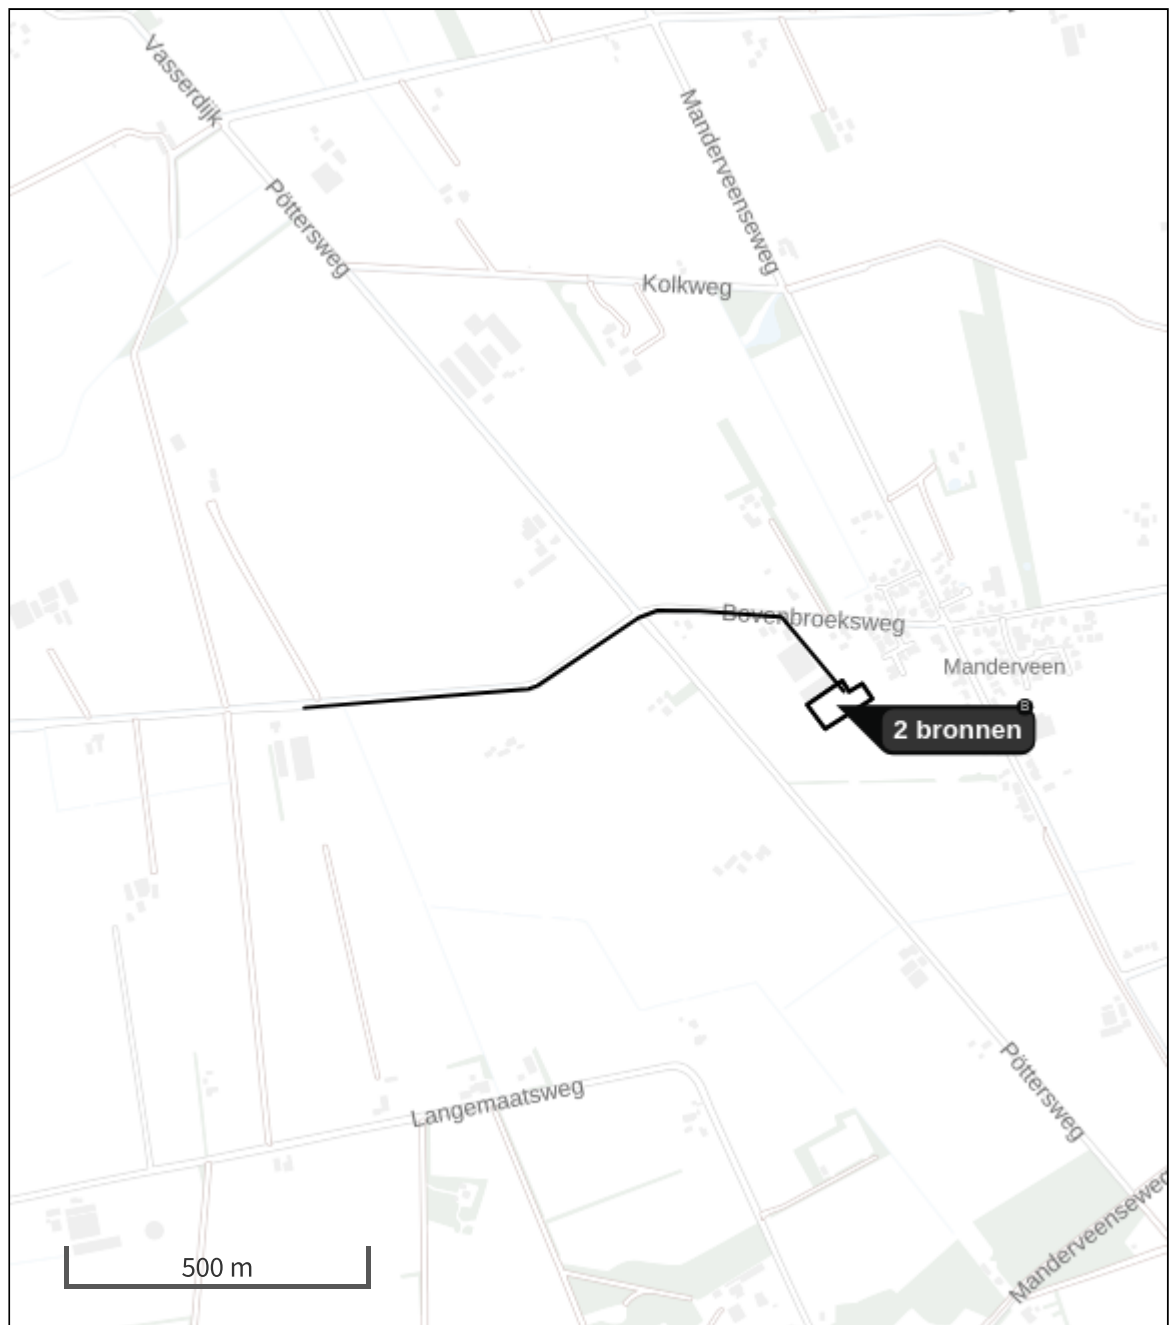 Vasserdijk
Manderveenseweg
Pöttersweg
Kolkweg
Bovenbroeksweg
Manderveen
B
2 bronnen
Pöttersweg
Langemaatsweg
Manderveenseweg
500 m